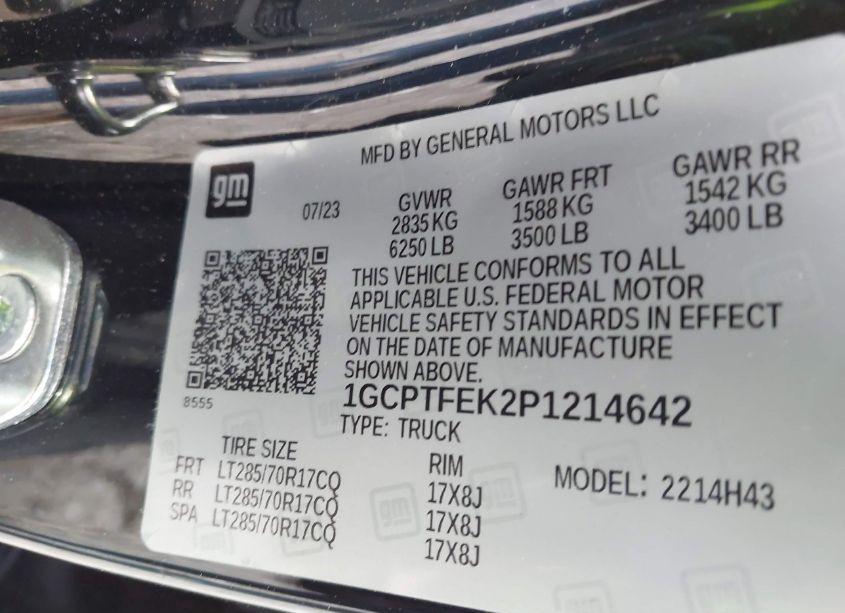 MFD BY GENERAL MOTORS LLC
gm
07/23
GVWR
2835 KG
6250 LB
GAWR FRT
1588 KG
3500 LB
GAWR RR
1542 KG
3400 LB
THIS VEHICLE CONFORMS TO ALL
APPLICABLE U.S. FEDERAL MOTOR
VEHICLE SAFETY STANDARDS IN EFFECT
ON THE DATE OF MANUFACTURE
SHOWN ABOVE.
8555
1GCPTFEK2P1214642
TYPE: TRUCK
TIRE SIZE
RIM
FRT LT285/70R17CQ 17X8J
RR LT285/70R17CQ 17X8J
SPA LT285/70R17CQ 17X8J
MODEL: 2214H43